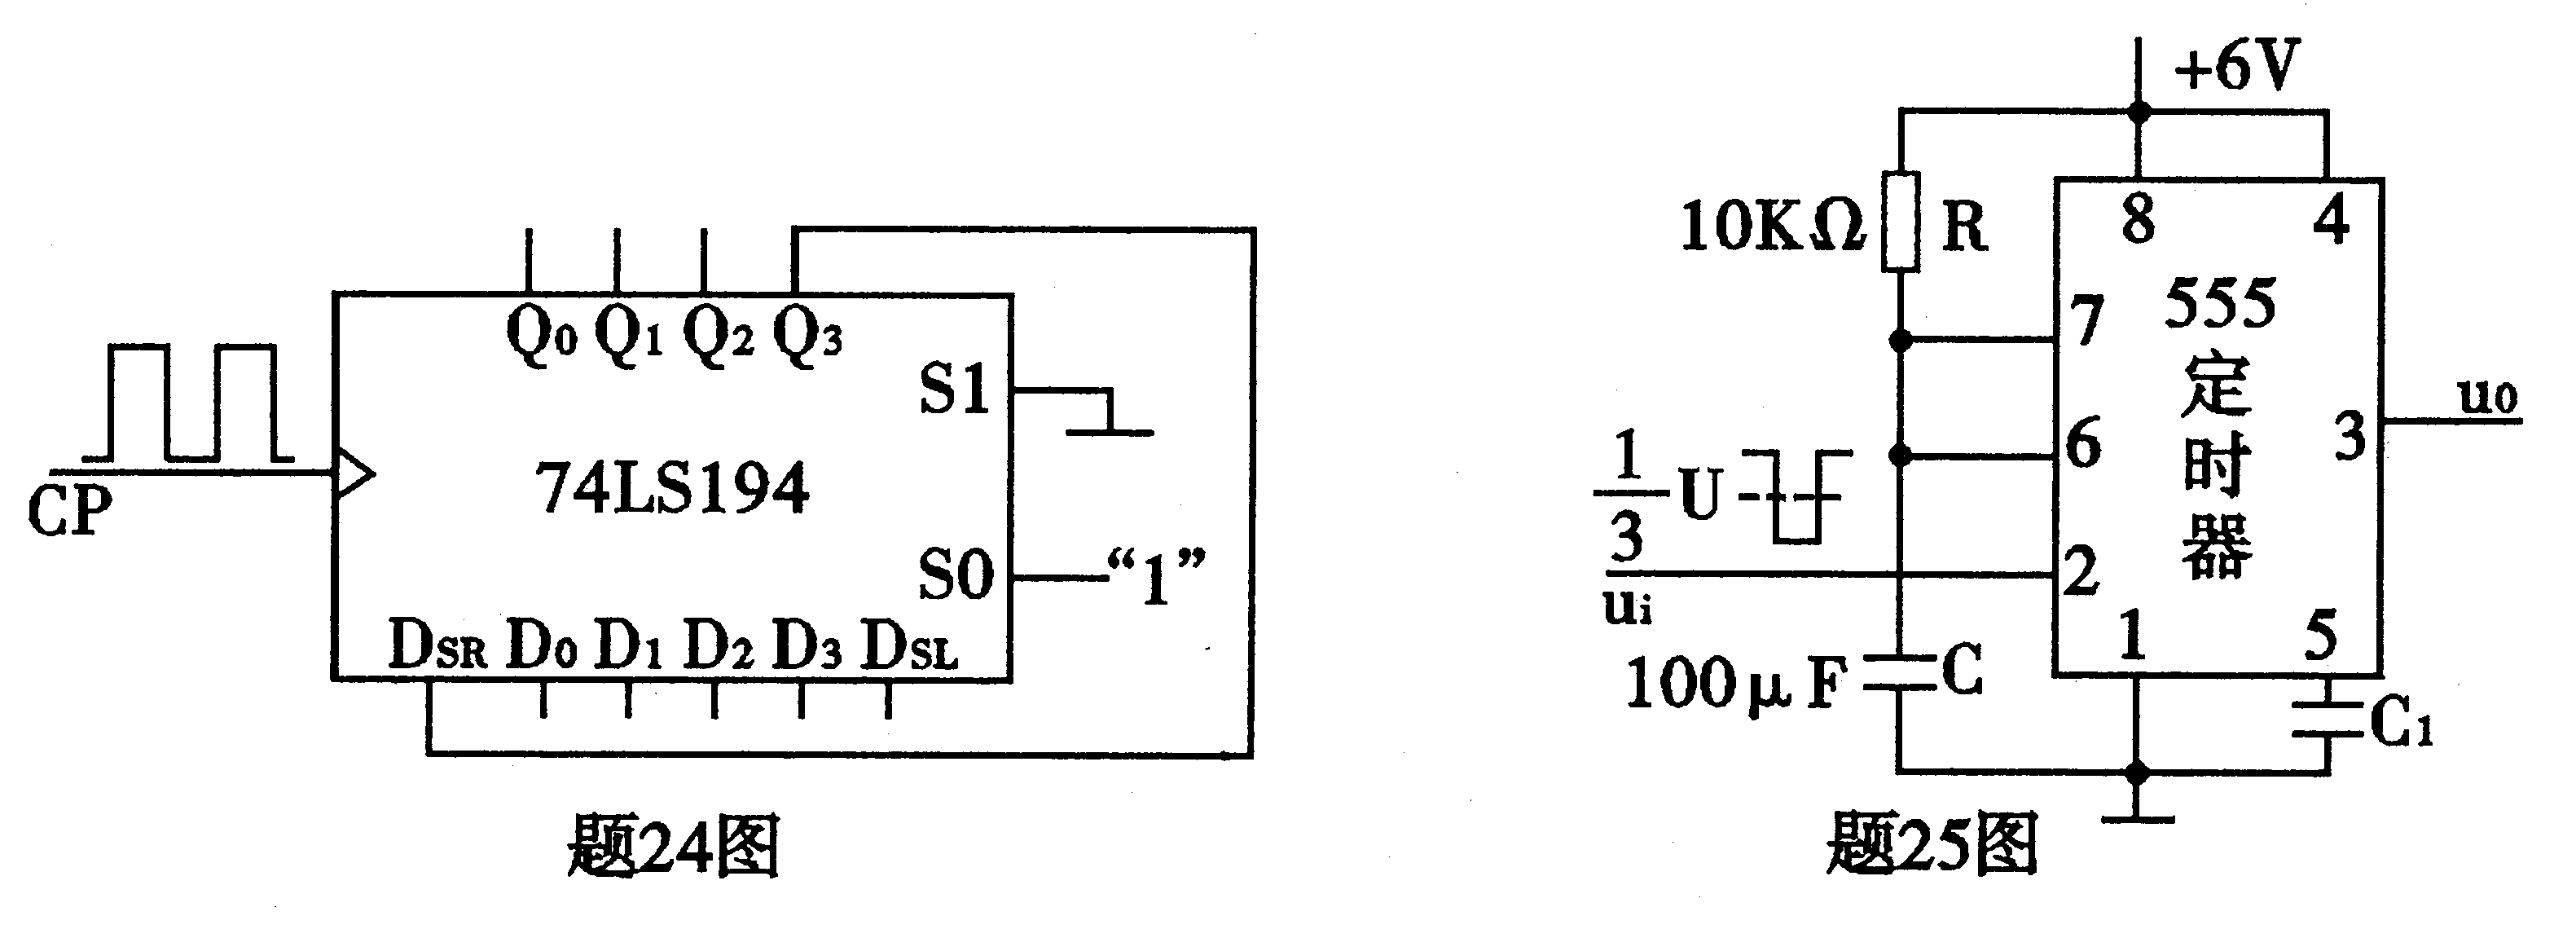 CP
Q0 Q1 Q2 Q3
S1
74LS194
S0
“1”
DSR D0 D1 D2 D3 DSL
题24图
+6V
10KΩ R
8 4
7
555
定
时
器
6
3
u0
1
3
U
2
ui
1 5
100μF C
C1
题25图